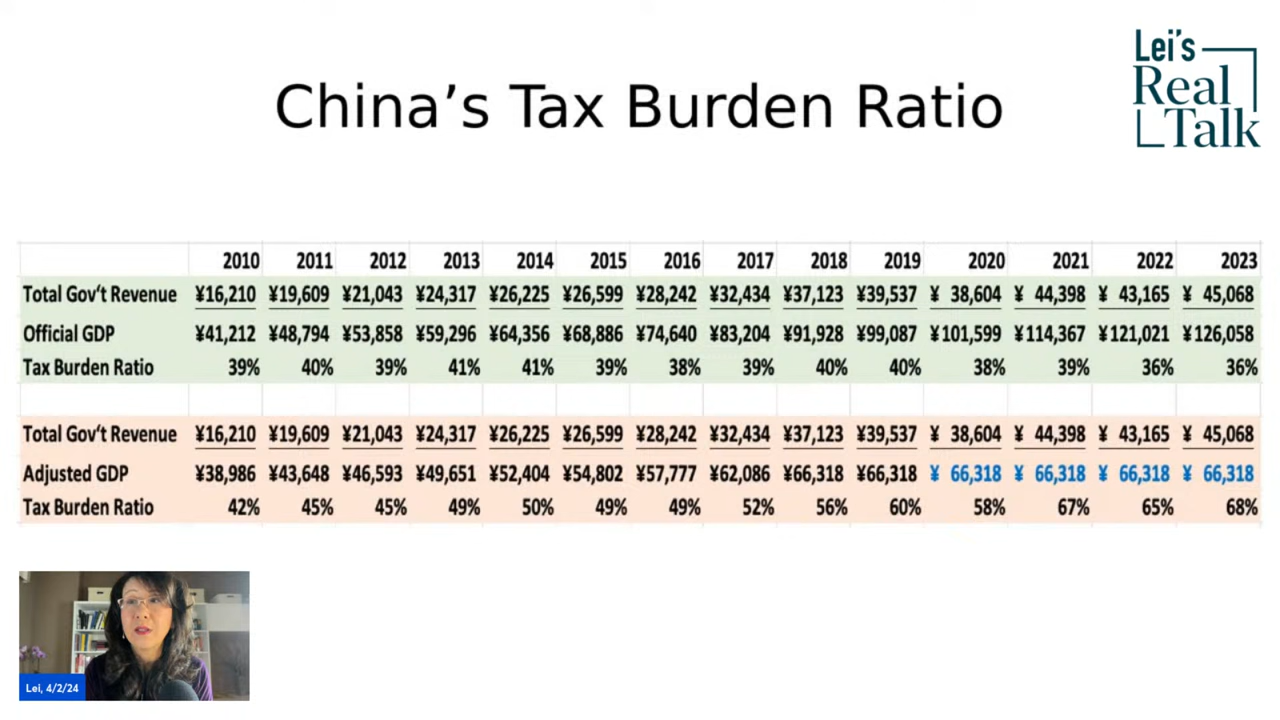 Lei's
Real
Talk
China's Tax Burden Ratio
2010 2011 2012 2013 2014 2015 2016 2017 2018 2019 2020 2021 2022 2023
Total Gov't Revenue ¥16,210 ¥19,609 ¥21,043 ¥24,317 ¥26,225 ¥26,599 ¥28,242 ¥32,434 ¥37,123 ¥39,537 ¥ 38,604 ¥ 44,398 ¥ 43,165 ¥ 45,068
Official GDP ¥41,212 ¥48,794 ¥53,858 ¥59,296 ¥64,356 ¥68,886 ¥74,640 ¥83,204 ¥91,928 ¥99,087 ¥101,599 ¥114,367 ¥121,021 ¥126,058
Tax Burden Ratio 39% 40% 39% 41% 41% 39% 38% 39% 40% 40% 38% 39% 36% 36%
Total Gov't Revenue ¥16,210 ¥19,609 ¥21,043 ¥24,317 ¥26,225 ¥26,599 ¥28,242 ¥32,434 ¥37,123 ¥39,537 ¥ 38,604 ¥ 44,398 ¥ 43,165 ¥ 45,068
Adjusted GDP ¥38,986 ¥43,648 ¥46,593 ¥49,651 ¥52,404 ¥54,802 ¥57,777 ¥62,086 ¥66,318 ¥66,318 ¥ 66,318 ¥ 66,318 ¥ 66,318 ¥ 66,318
Tax Burden Ratio 42% 45% 45% 49% 50% 49% 49% 52% 56% 60% 58% 67% 65% 68%
Lei, 4/2/24